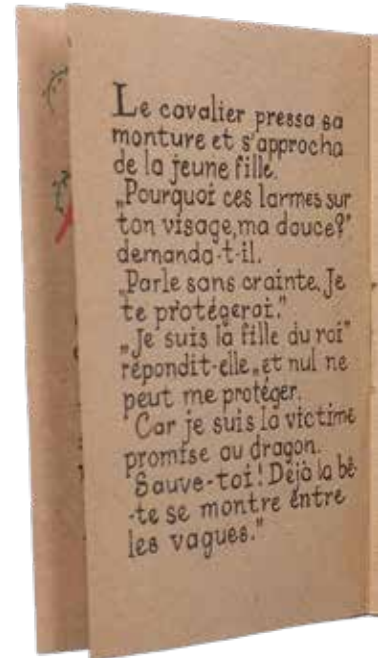 Le cavalier pressa sa
monture et s'approcha
de la jeune fille.
„Pourquoi ces larmes sur
ton visage, ma douce?"
demanda-t-il.
„Parle sans crainte. Je
te protégerai."
„Je suis la fille du roi"
répondit-elle „et nul ne
peut me protéger.
Car je suis la victime
promise au dragon.
Sauve-toi! Déjà la bê-
-te se montre entre
les vagues."